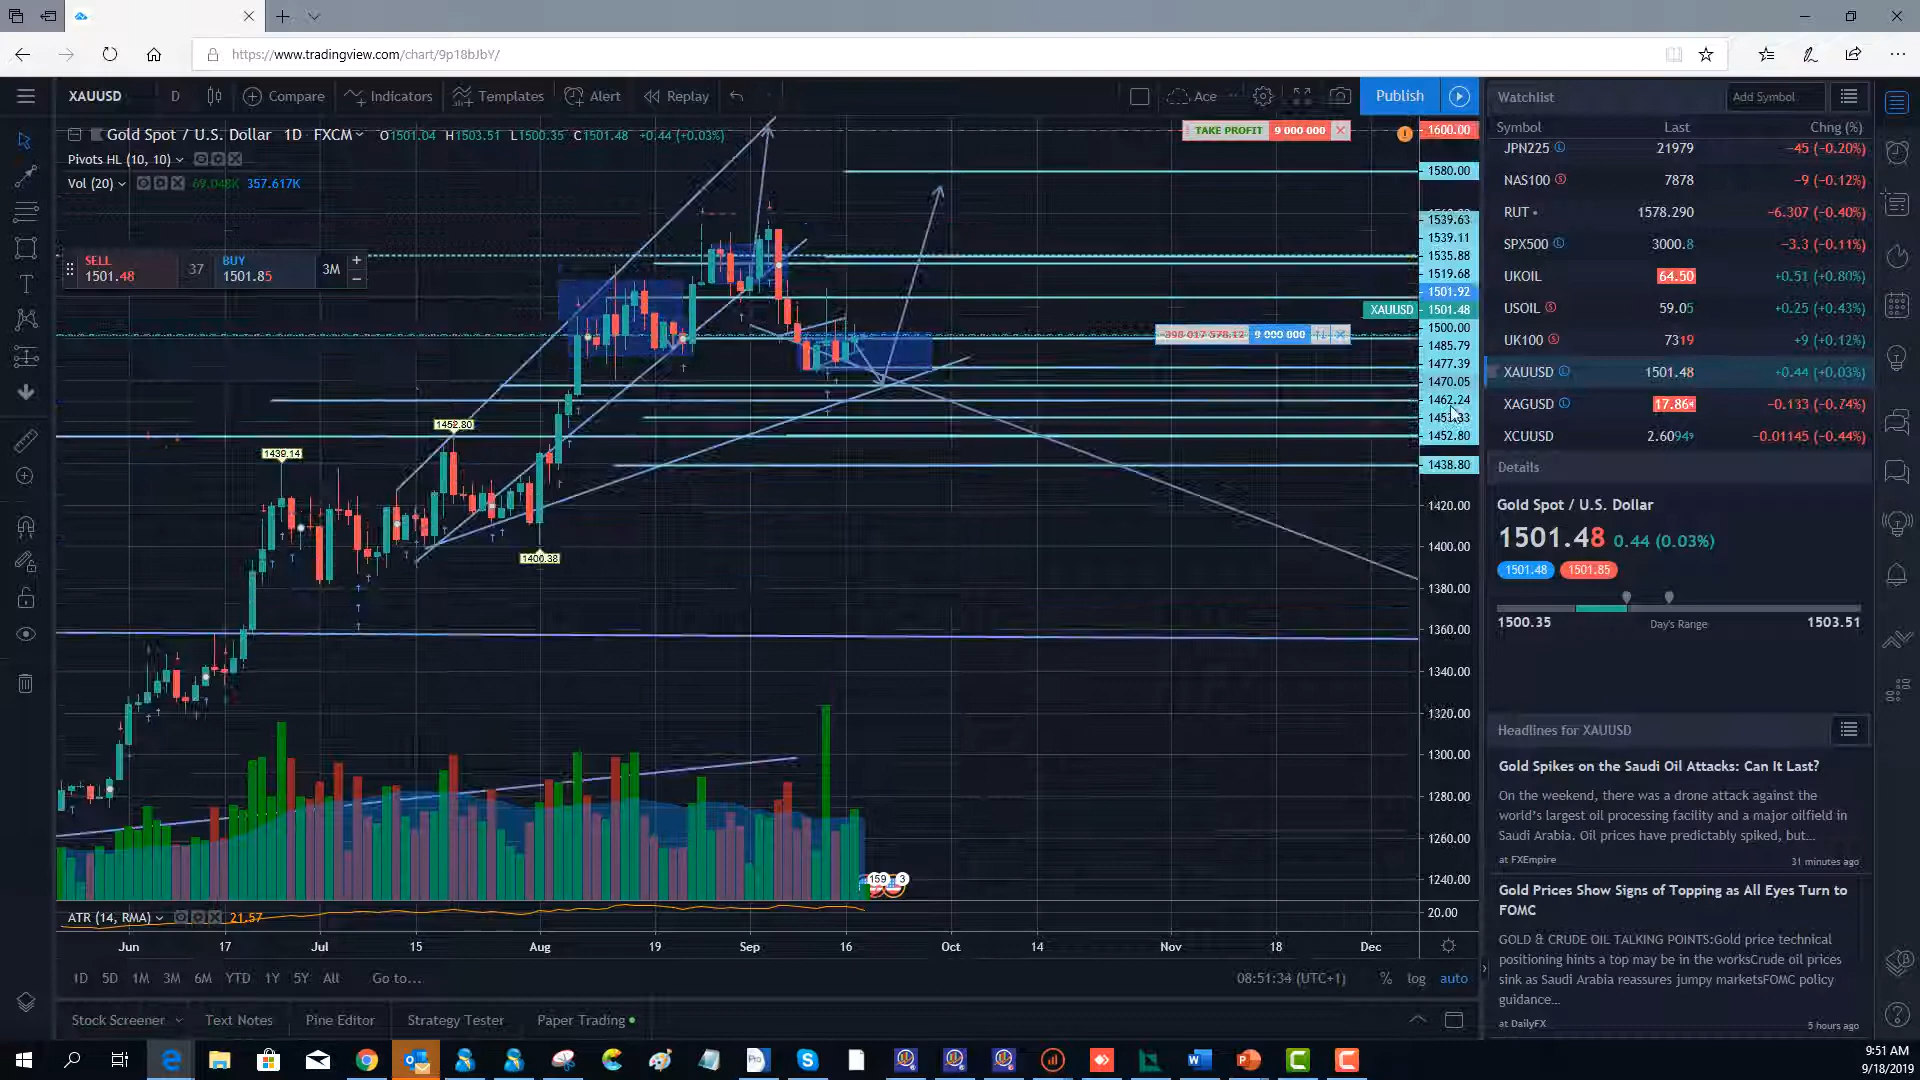 https://www.tradingview.com/chart/9p18bJbY/
XAUUSD D Compare Indicators Templates Alert Replay Ace Publish
Gold Spot / U.S. Dollar 1D FXCM O1501.04 H1503.51 L1500.35 C1501.48 +0.44 (+0.03%)
Pivots HL (10, 10)
Vol (20) 69.048K 357.617K
SELL
1501.48
37
BUY
1501.85
3M + −
TAKE PROFIT 9 000 000
-398 017 578.12 9 000 000
1439.14
1452.80
1400.38
1600.00
1580.00
1539.63
1539.11
1535.88
1519.68
1501.92
XAUUSD 1501.48
1500.00
1485.79
1477.39
1470.05
1462.24
1452.80
1438.80
1420.00
1400.00
1380.00
1360.00
1340.00
1320.00
1300.00
1280.00
1260.00
1240.00
159 3
ATR (14, RMA) 21.57
20.00
Jun 17 Jul 15 Aug 19 Sep 16 Oct 14 Nov 18 Dec
1D 5D 1M 3M 6M YTD 1Y 5Y All Go to...
08:51:34 (UTC+1) % log auto
Stock Screener Text Notes Pine Editor Strategy Tester Paper Trading
Watchlist Add Symbol
Symbol Last Chng (%)
JPN225 21979 −45 (−0.20%)
NAS100 7878 −9 (−0.12%)
RUT 1578.290 −6.307 (−0.40%)
SPX500 3000.8 −3.3 (−0.11%)
UKOIL 64.50 +0.51 (+0.80%)
USOIL 59.05 +0.25 (+0.43%)
UK100 7319 +9 (+0.12%)
XAUUSD 1501.48 +0.44 (+0.03%)
XAGUSD −0.133 (−0.74%)
XCUUSD 2.6094 −0.01145 (−0.44%)
Details
Gold Spot / U.S. Dollar
1501.48 0.44 (0.03%)
1501.48 1501.85
1500.35 Day's Range 1503.51
Headlines for XAUUSD
Gold Spikes on the Saudi Oil Attacks: Can It Last?
On the weekend, there was a drone attack against the
world's largest oil processing facility and a major oilfield in
Saudi Arabia. Oil prices have predictably spiked, but...
at FXEmpire 31 minutes ago
Gold Prices Show Signs of Topping as All Eyes Turn to
FOMC
GOLD & CRUDE OIL TALKING POINTS:Gold price technical
positioning hints a top may be in the worksCrude oil prices
sink as Saudi Arabia reassures jumpy marketsFOMC policy
guidance...
at DailyFX 5 hours ago
9:51 AM
9/18/2019